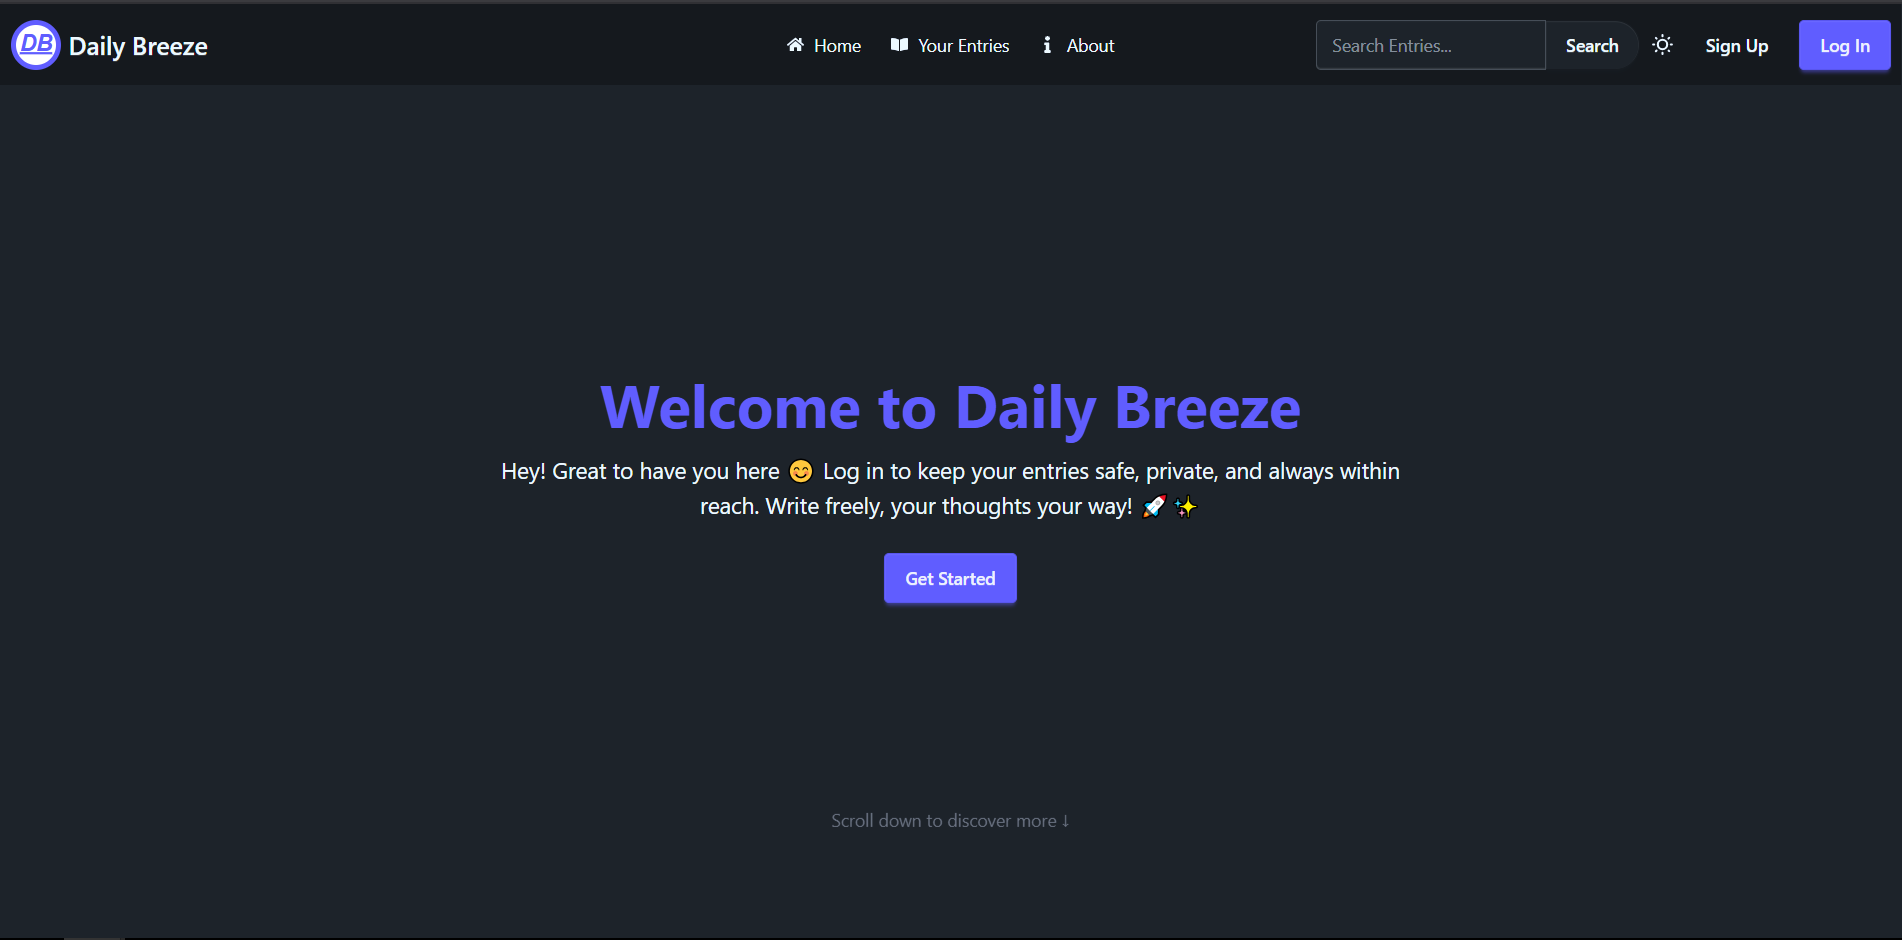 DB Daily Breeze
Home Your Entries About
Search Entries... Search Sign Up Log In
Welcome to Daily Breeze
Hey! Great to have you here 😊 Log in to keep your entries safe, private, and always within
reach. Write freely, your thoughts your way! 🚀 ✨
Get Started
Scroll down to discover more ↓